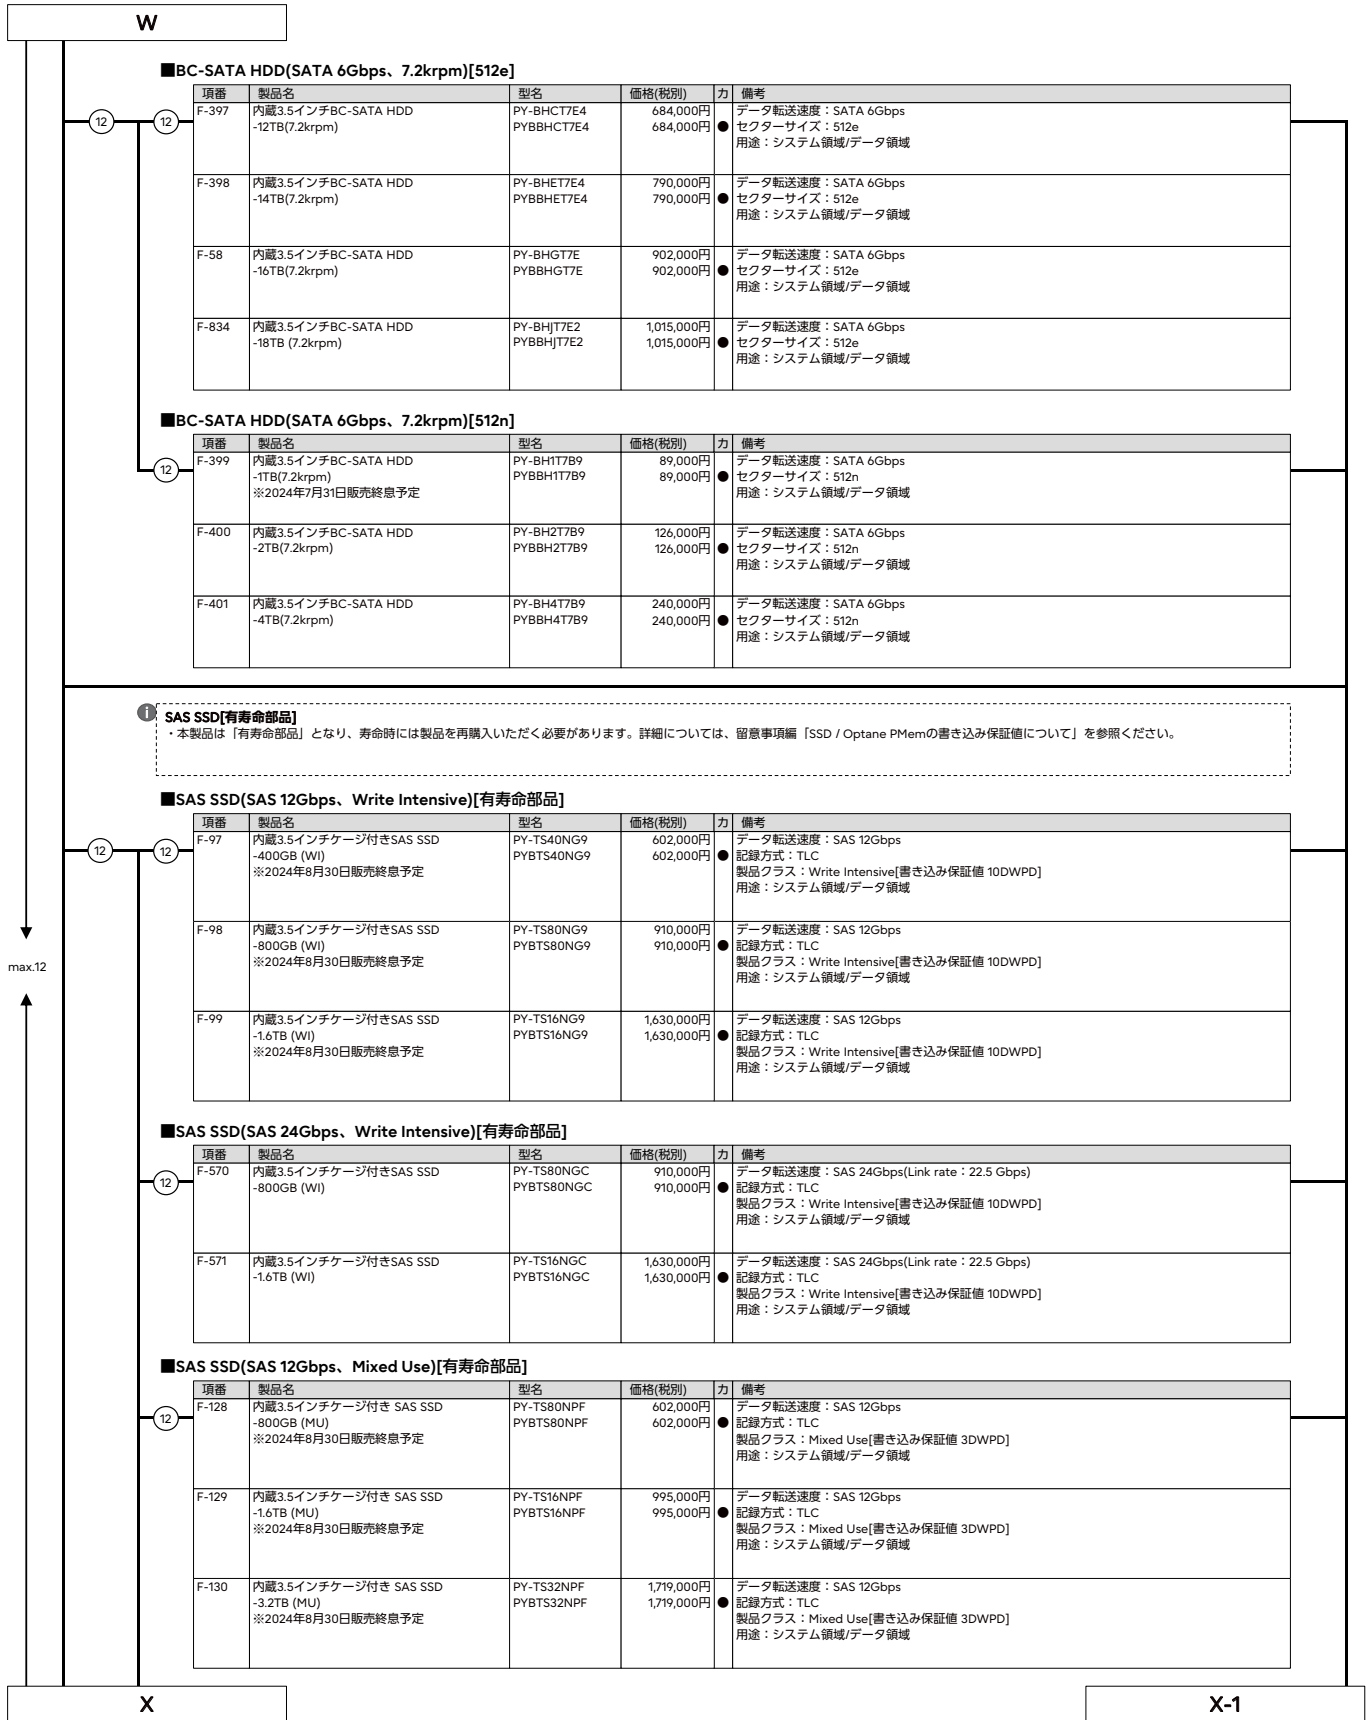 W
■BC-SATA HDD(SATA 6Gbps、7.2krpm)[512e]
項番 製品名 型名 価格(税別) カ 備考
12 12 F-397 内蔵3.5インチBC-SATA HDD PY-BHCT7E4 684,000円 データ転送速度：SATA 6Gbps
-12TB(7.2krpm) PYBBHCT7E4 684,000円 ● セクターサイズ：512e
用途：システム領域/データ領域
F-398 内蔵3.5インチBC-SATA HDD PY-BHET7E4 790,000円 データ転送速度：SATA 6Gbps
-14TB(7.2krpm) PYBBHET7E4 790,000円 ● セクターサイズ：512e
用途：システム領域/データ領域
F-58 内蔵3.5インチBC-SATA HDD PY-BHGT7E 902,000円 データ転送速度：SATA 6Gbps
-16TB(7.2krpm) PYBBHGT7E 902,000円 ● セクターサイズ：512e
用途：システム領域/データ領域
F-834 内蔵3.5インチBC-SATA HDD PY-BHJT7E2 1,015,000円 データ転送速度：SATA 6Gbps
-18TB (7.2krpm) PYBBHJT7E2 1,015,000円 ● セクターサイズ：512e
用途：システム領域/データ領域
■BC-SATA HDD(SATA 6Gbps、7.2krpm)[512n]
項番 製品名 型名 価格(税別) カ 備考
12 F-399 内蔵3.5インチBC-SATA HDD PY-BH1T7B9 89,000円 データ転送速度：SATA 6Gbps
-1TB(7.2krpm) PYBBH1T7B9 89,000円 ● セクターサイズ：512n
※2024年7月31日販売終息予定 用途：システム領域/データ領域
F-400 内蔵3.5インチBC-SATA HDD PY-BH2T7B9 126,000円 データ転送速度：SATA 6Gbps
-2TB(7.2krpm) PYBBH2T7B9 126,000円 ● セクターサイズ：512n
用途：システム領域/データ領域
F-401 内蔵3.5インチBC-SATA HDD PY-BH4T7B9 240,000円 データ転送速度：SATA 6Gbps
-4TB(7.2krpm) PYBBH4T7B9 240,000円 ● セクターサイズ：512n
用途：システム領域/データ領域
i SAS SSD[有寿命部品]
・本製品は「有寿命部品」となり、寿命時には製品を再購入いただく必要があります。詳細については、留意事項編「SSD / Optane PMemの書き込み保証値について」を参照ください。
■SAS SSD(SAS 12Gbps、Write Intensive)[有寿命部品]
項番 製品名 型名 価格(税別) カ 備考
12 12 F-97 内蔵3.5インチケージ付きSAS SSD PY-TS40NG9 602,000円 データ転送速度：SAS 12Gbps
-400GB (WI) PYBTS40NG9 602,000円 ● 記録方式：TLC
※2024年8月30日販売終息予定 製品クラス：Write Intensive[書き込み保証値 10DWPD]
用途：システム領域/データ領域
F-98 内蔵3.5インチケージ付きSAS SSD PY-TS80NG9 910,000円 データ転送速度：SAS 12Gbps
-800GB (WI) PYBTS80NG9 910,000円 ● 記録方式：TLC
※2024年8月30日販売終息予定 製品クラス：Write Intensive[書き込み保証値 10DWPD]
用途：システム領域/データ領域
max.12
F-99 内蔵3.5インチケージ付きSAS SSD PY-TS16NG9 1,630,000円 データ転送速度：SAS 12Gbps
-1.6TB (WI) PYBTS16NG9 1,630,000円 ● 記録方式：TLC
※2024年8月30日販売終息予定 製品クラス：Write Intensive[書き込み保証値 10DWPD]
用途：システム領域/データ領域
■SAS SSD(SAS 24Gbps、Write Intensive)[有寿命部品]
項番 製品名 型名 価格(税別) カ 備考
12 F-570 内蔵3.5インチケージ付きSAS SSD PY-TS80NGC 910,000円 データ転送速度：SAS 24Gbps(Link rate：22.5 Gbps)
-800GB (WI) PYBTS80NGC 910,000円 ● 記録方式：TLC
製品クラス：Write Intensive[書き込み保証値 10DWPD]
用途：システム領域/データ領域
F-571 内蔵3.5インチケージ付きSAS SSD PY-TS16NGC 1,630,000円 データ転送速度：SAS 24Gbps(Link rate：22.5 Gbps)
-1.6TB (WI) PYBTS16NGC 1,630,000円 ● 記録方式：TLC
製品クラス：Write Intensive[書き込み保証値 10DWPD]
用途：システム領域/データ領域
■SAS SSD(SAS 12Gbps、Mixed Use)[有寿命部品]
項番 製品名 型名 価格(税別) カ 備考
12 F-128 内蔵3.5インチケージ付き SAS SSD PY-TS80NPF 602,000円 データ転送速度：SAS 12Gbps
-800GB (MU) PYBTS80NPF 602,000円 ● 記録方式：TLC
※2024年8月30日販売終息予定 製品クラス：Mixed Use[書き込み保証値 3DWPD]
用途：システム領域/データ領域
F-129 内蔵3.5インチケージ付き SAS SSD PY-TS16NPF 995,000円 データ転送速度：SAS 12Gbps
-1.6TB (MU) PYBTS16NPF 995,000円 ● 記録方式：TLC
※2024年8月30日販売終息予定 製品クラス：Mixed Use[書き込み保証値 3DWPD]
用途：システム領域/データ領域
F-130 内蔵3.5インチケージ付き SAS SSD PY-TS32NPF 1,719,000円 データ転送速度：SAS 12Gbps
-3.2TB (MU) PYBTS32NPF 1,719,000円 ● 記録方式：TLC
※2024年8月30日販売終息予定 製品クラス：Mixed Use[書き込み保証値 3DWPD]
用途：システム領域/データ領域
X X-1